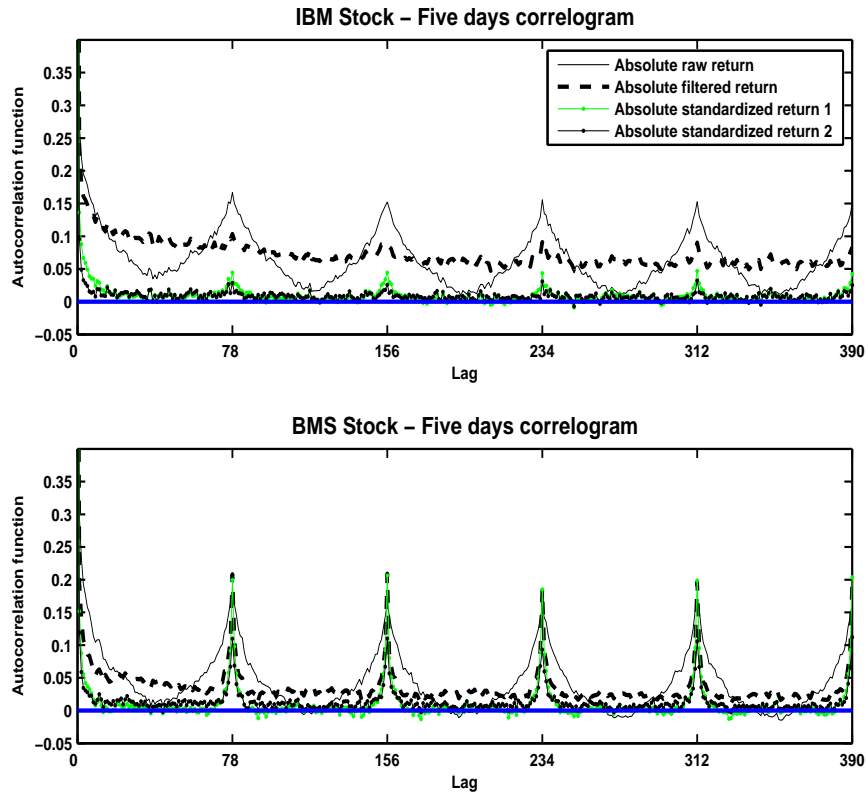 IBM Stock – Five days correlogram
Autocorrelation function
0.35
0.3
0.25
0.2
0.15
0.1
0.05
0
−0.05
Absolute raw return
Absolute filtered return
Absolute standardized return 1
Absolute standardized return 2
0 78 156 234 312 390
Lag
BMS Stock – Five days correlogram
Autocorrelation function
0.35
0.3
0.25
0.2
0.15
0.1
0.05
0
−0.05
0 78 156 234 312 390
Lag